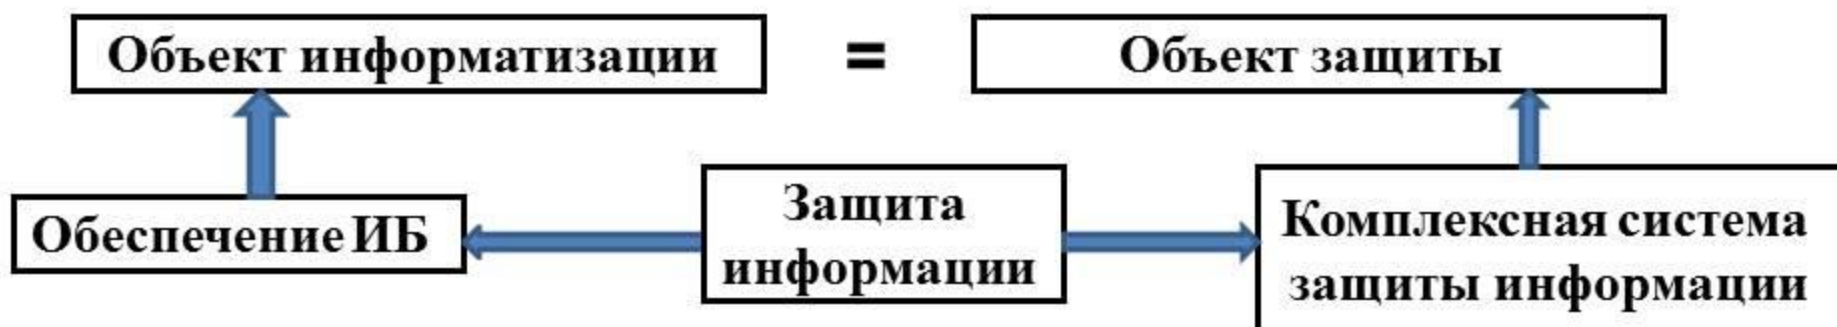 Объект информатизации = Объект защиты
Обеспечение ИБ
Защита
информации
Комплексная система
защиты информации